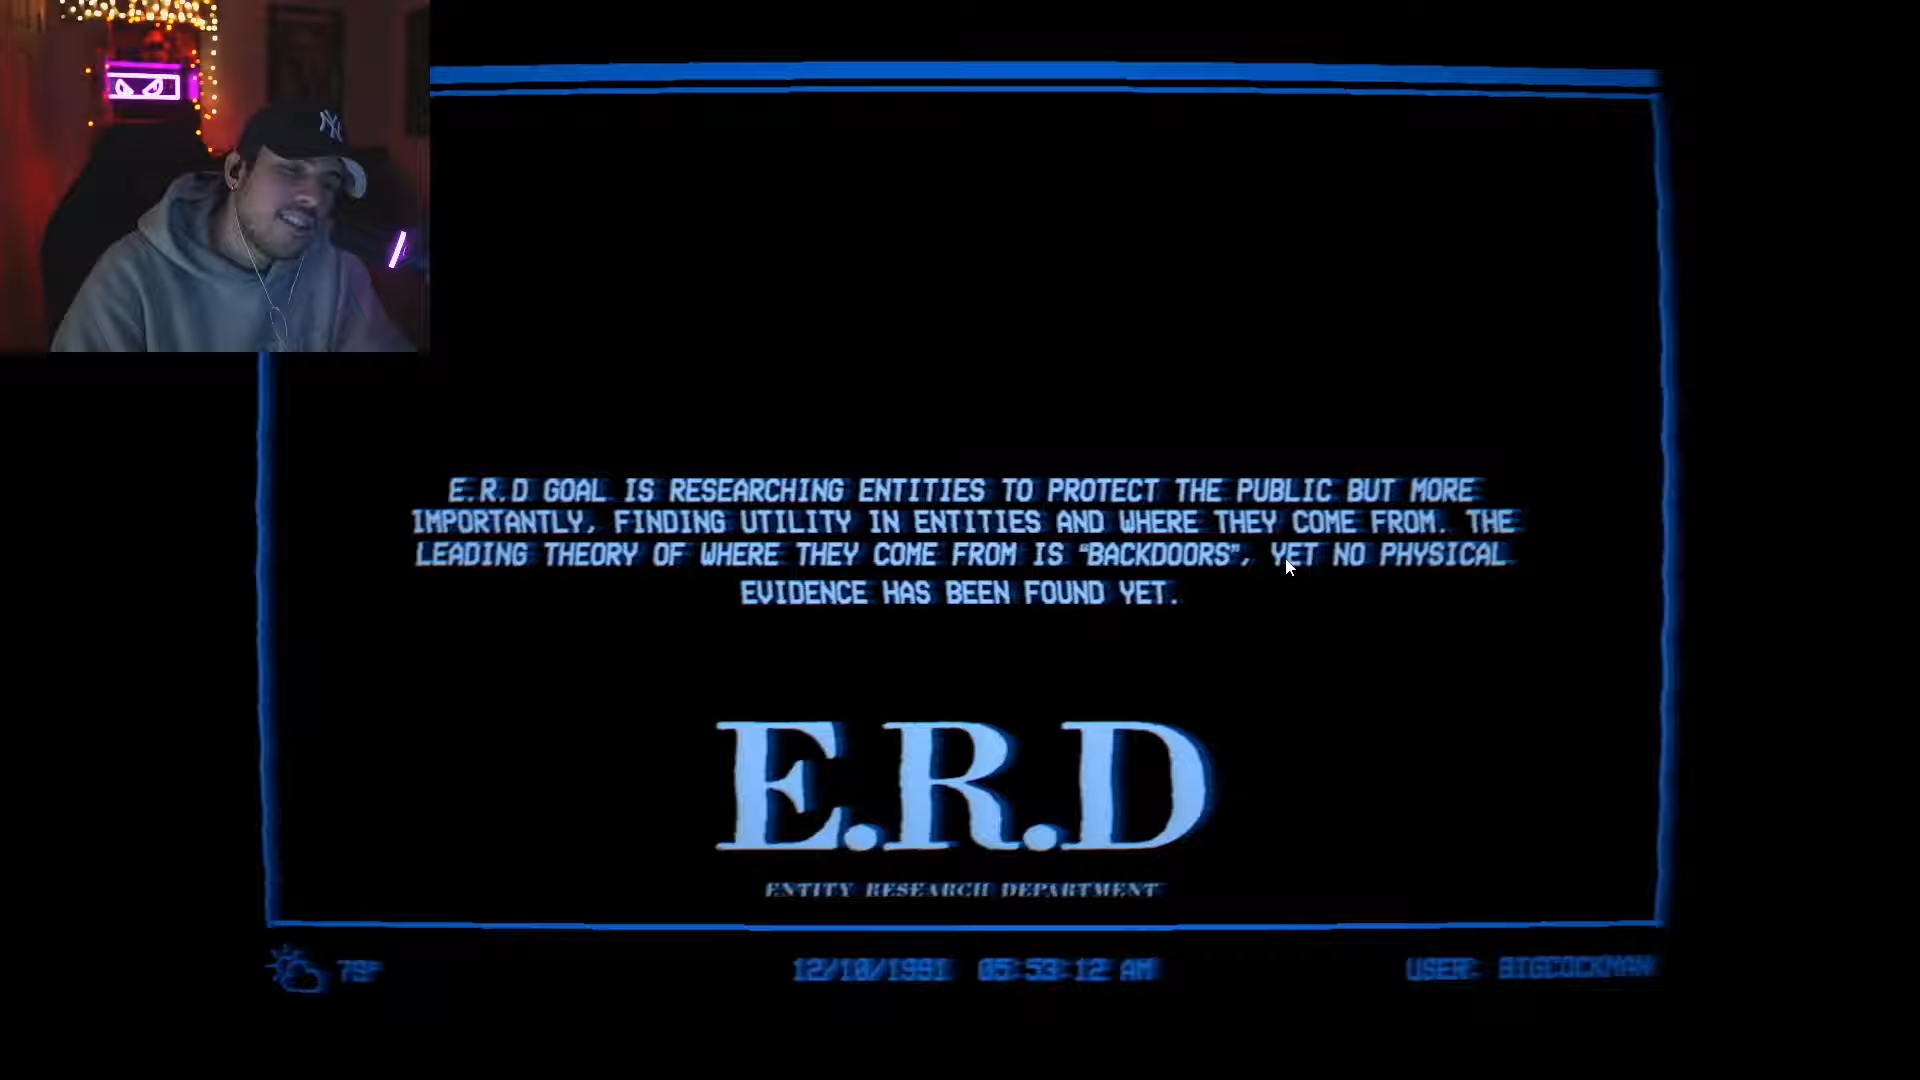 NY
E.R.D GOAL IS RESEARCHING ENTITIES TO PROTECT THE PUBLIC BUT MORE
IMPORTANTLY, FINDING UTILITY IN ENTITIES AND WHERE THEY COME FROM. THE
LEADING THEORY OF WHERE THEY COME FROM IS “BACKDOORS”, YET NO PHYSICAL
EVIDENCE HAS BEEN FOUND YET.
E.R.D
ENTITY RESEARCH DEPARTMENT
79F
12/10/1991 05:53:12 AM
USER: BIGCOCKMAN